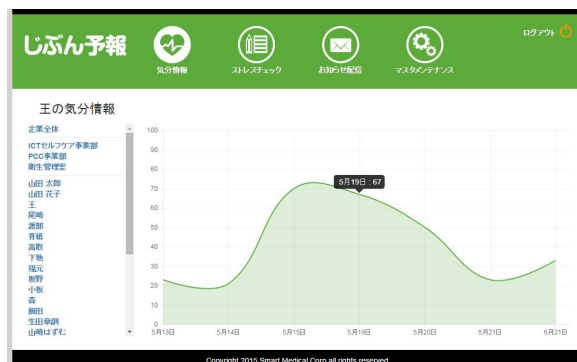 じぶん予報
気分情報
ストレスチェック
お知らせ配信
マスタメンテナンス
ログアウト
王の気分情報
企業全体
ICTセルフケア事業部
PCC事業部
衛生管理室
山田 太郎
山田 花子
王
尾崎
渡部
青砥
高取
下地
福元
板野
小坂
森
飯田
生田章訓
山崎はずむ
100
90
80
70
60
50
40
30
20
10
0
5月19日 : 67
5月13日
5月14日
5月15日
5月19日
5月20日
5月21日
6月21日
Copyright 2015 Smart Medical Corp all rights reserved